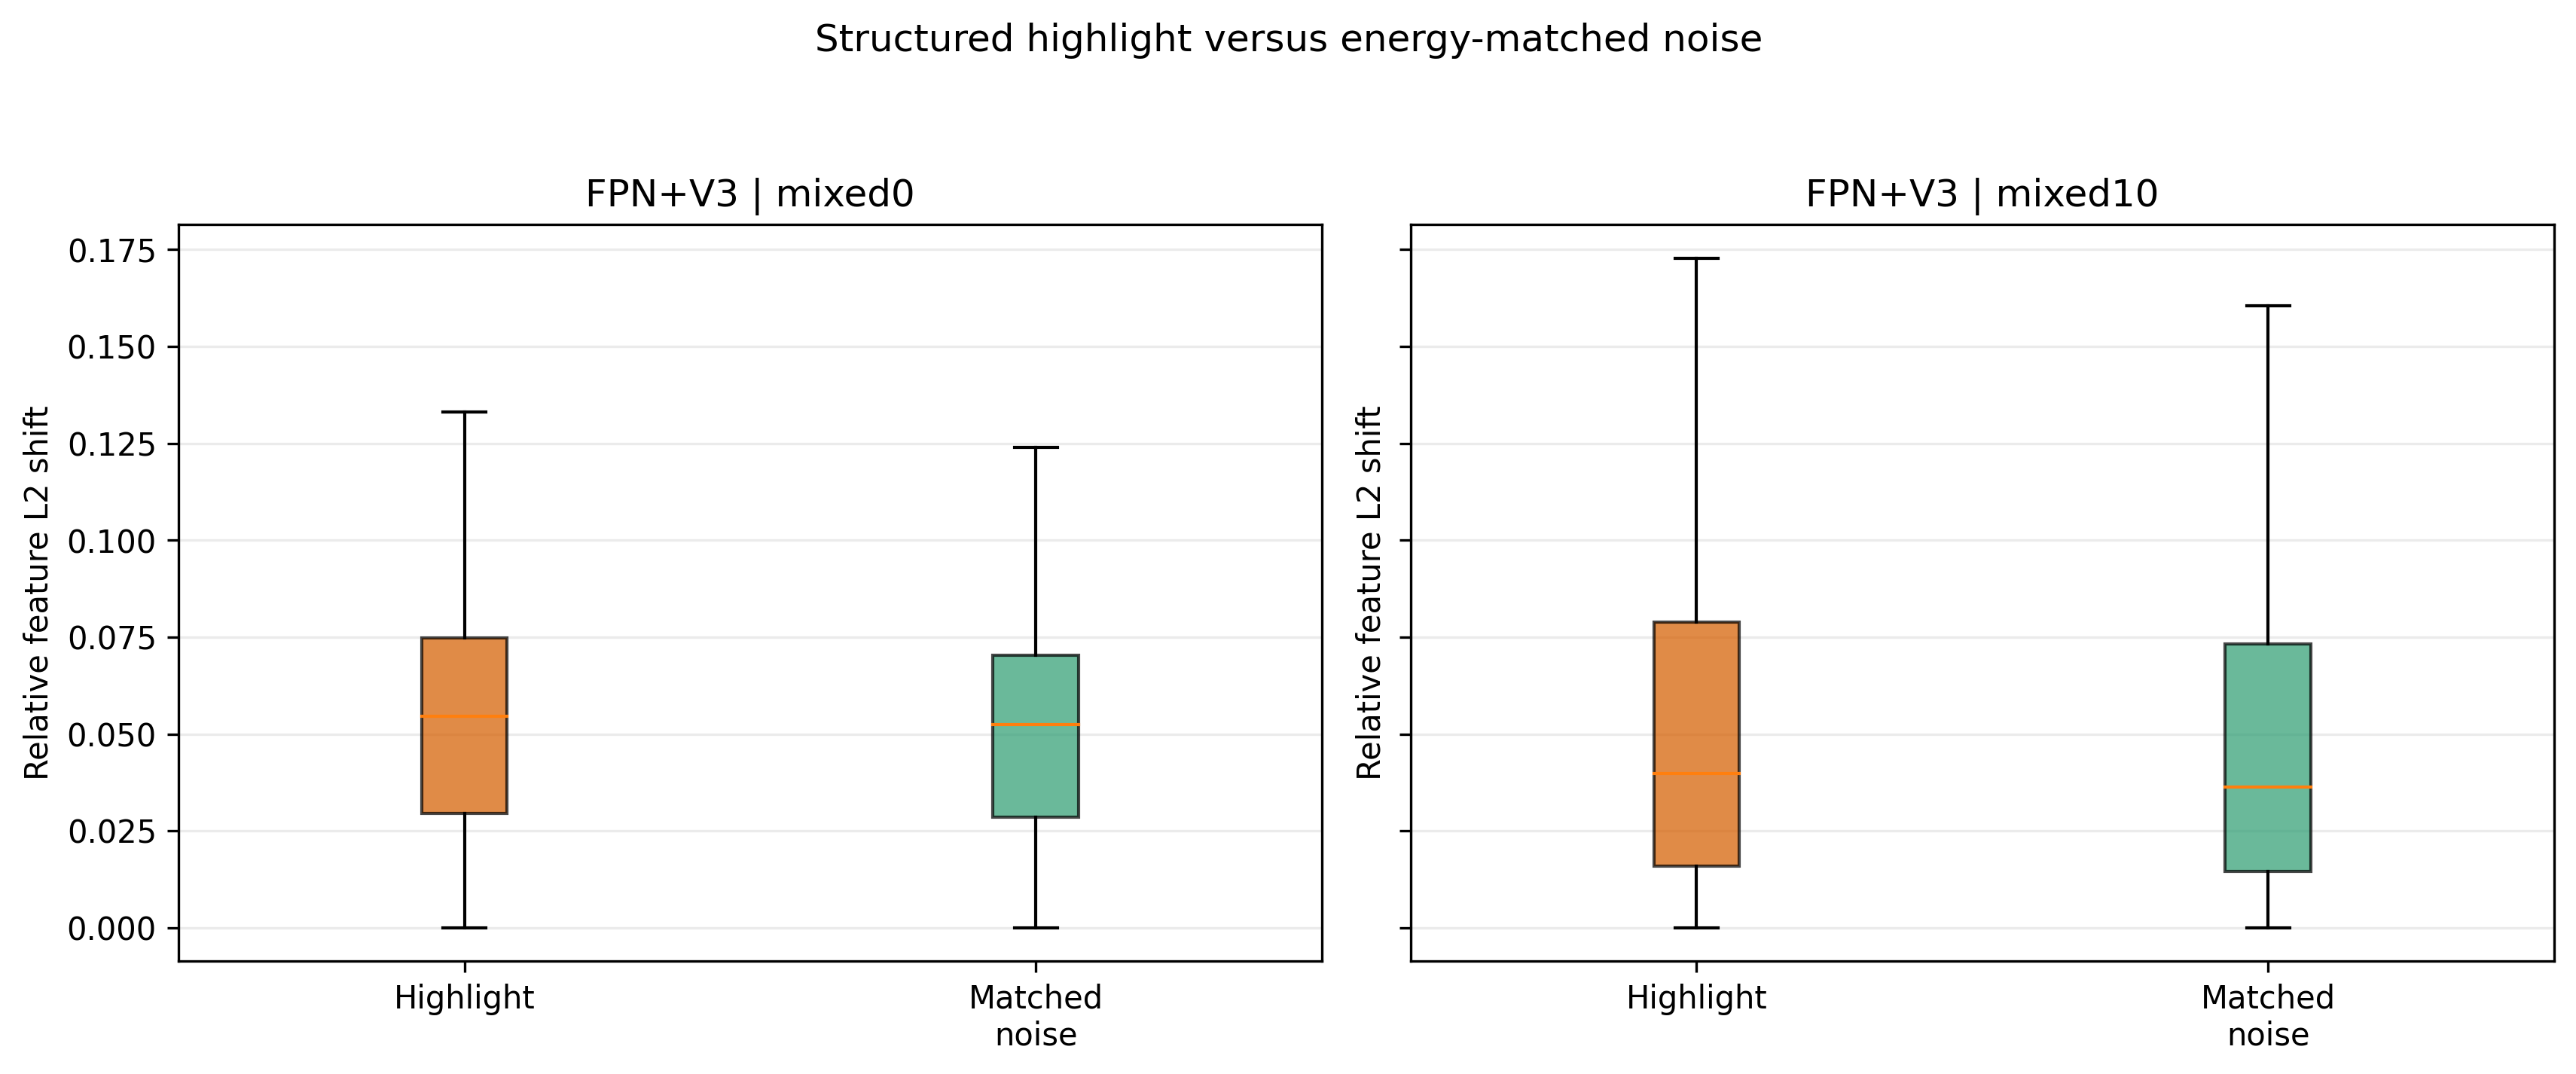 Structured highlight versus energy-matched noise
FPN+V3 | mixed0
Relative feature L2 shift
0.175
0.150
0.125
0.100
0.075
0.050
0.025
0.000
Highlight
Matched
noise
FPN+V3 | mixed10
Relative feature L2 shift
Highlight
Matched
noise